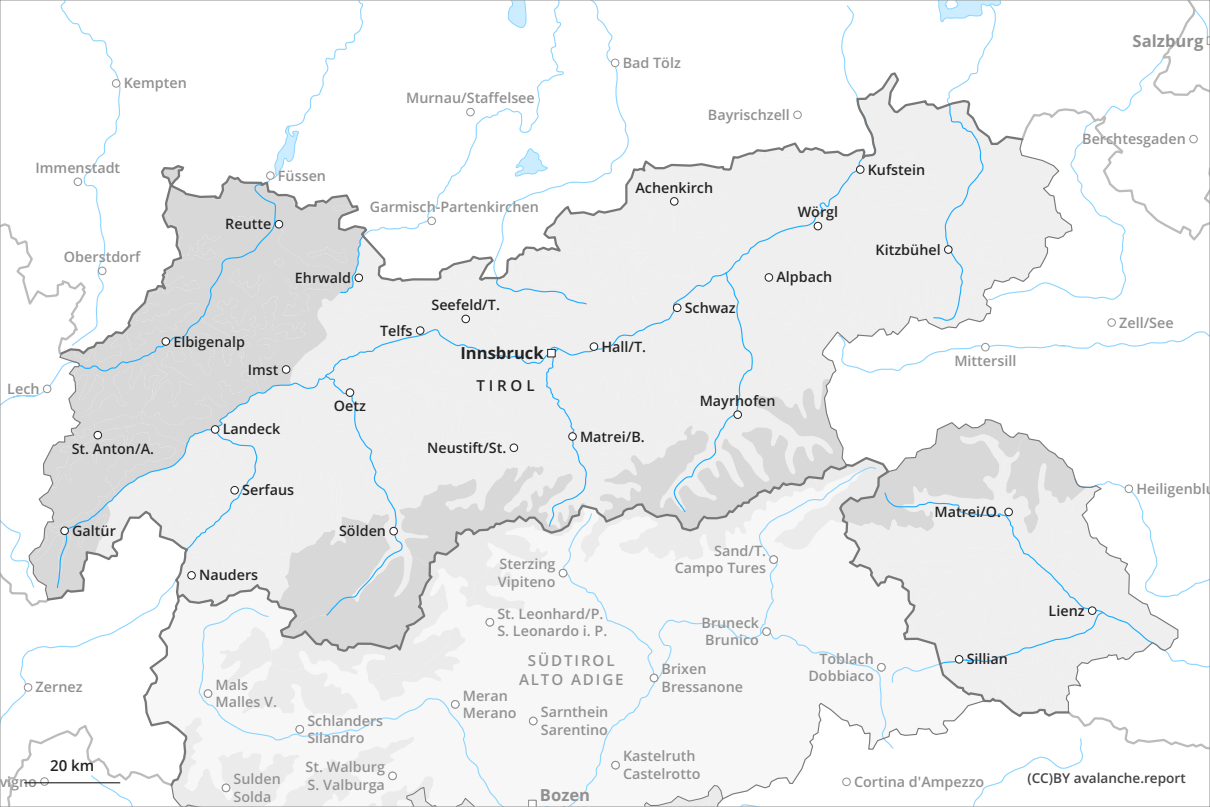 Salzburg
Bad Tölz
Kempten
Murnau/Staffelsee
Bayrischzell
Berchtesgaden
Immenstadt
Füssen
Kufstein
Achenkirch
Garmisch-Partenkirchen
Wörgl
Reutte
Kitzbühel
Oberstdorf
Ehrwald
Alpbach
Seefeld/T.
Schwaz
Telfs
Zell/See
Elbigenalp
Innsbruck
Hall/T.
Mittersill
Imst
TIROL
Lech
Oetz
Mayrhofen
Landeck
Matrei/B.
St. Anton/A.
Neustift/St.
Serfaus
Heiligenblu
Matrei/O.
Galtür
Sölden
Sand/T.
Campo Tures
Sterzing
Vipiteno
Nauders
Lienz
St. Leonhard/P.
S. Leonardo i. P.
Bruneck
Brunico
SÜDTIROL
ALTO ADIGE
Toblach
Dobbiaco
Sillian
Brixen
Bressanone
Zernez
Mals
Malles V.
Meran
Merano
Sarnthein
Sarentino
Schlanders
Silandro
Kastelruth
Castelrotto
20 km
St. Walburg
S. Valburga
vigno
Sulden
Solda
Cortina d'Ampezzo
(CC)BY avalanche.report
Bozen